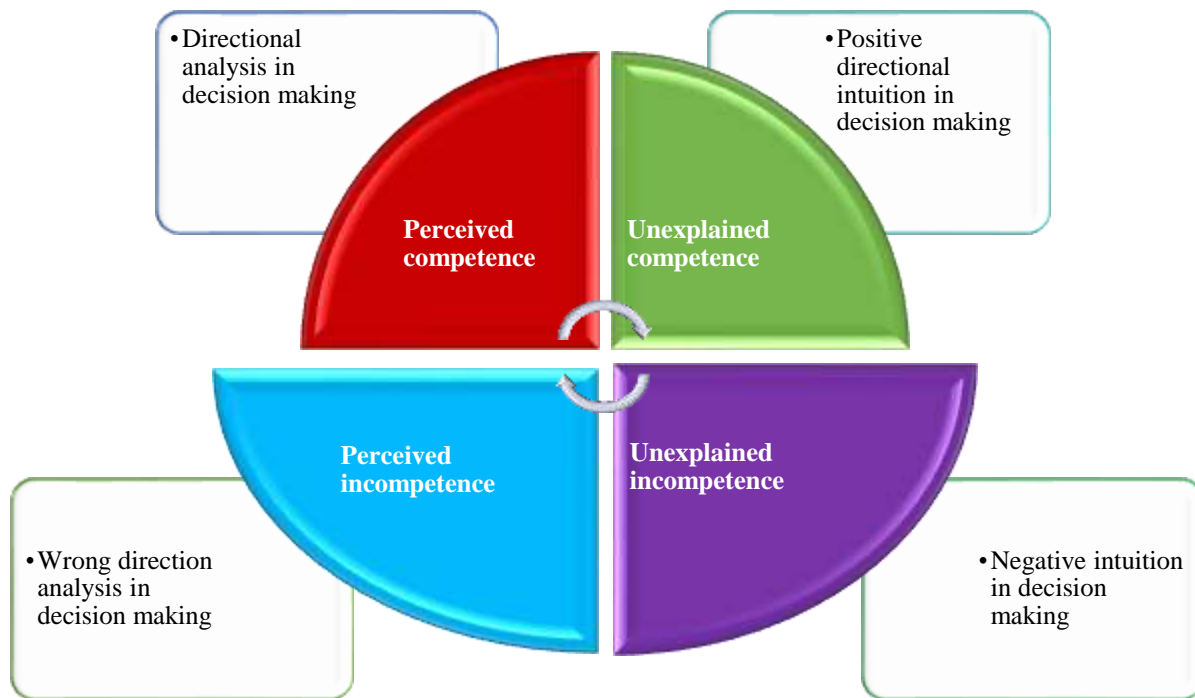 •Directional
analysis in
decision making
•Positive
directional
intuition in
decision making
Perceived
competence
Unexplained
competence
Perceived
incompetence
Unexplained
incompetence
•Wrong direction
analysis in
decision making
•Negative intuition
in decision
making